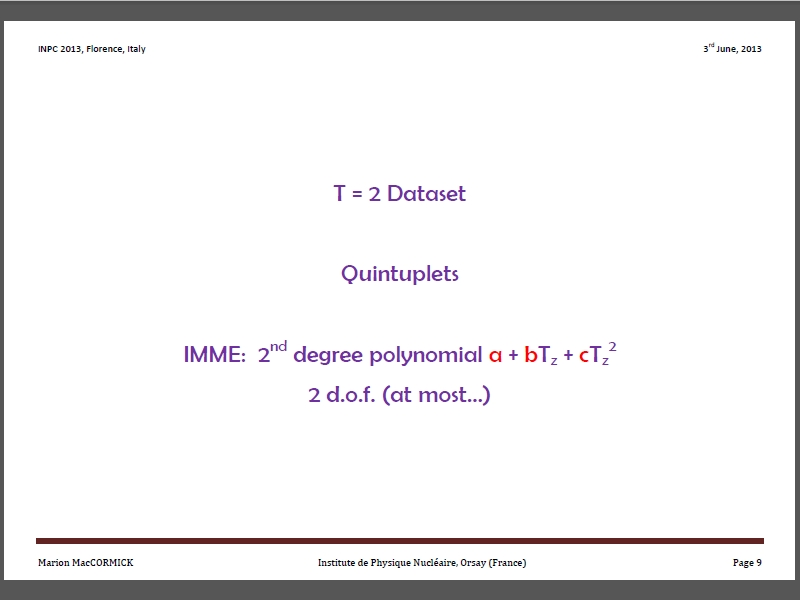 INPC 2013, Florence, Italy
3rd June, 2013
T = 2 Dataset
Quintuplets
IMME: 2nd degree polynomial a + bTz + cTz2
2 d.o.f. (at most...)
Marion MacCORMICK
Institute de Physique Nucléaire, Orsay (France)
Page 9